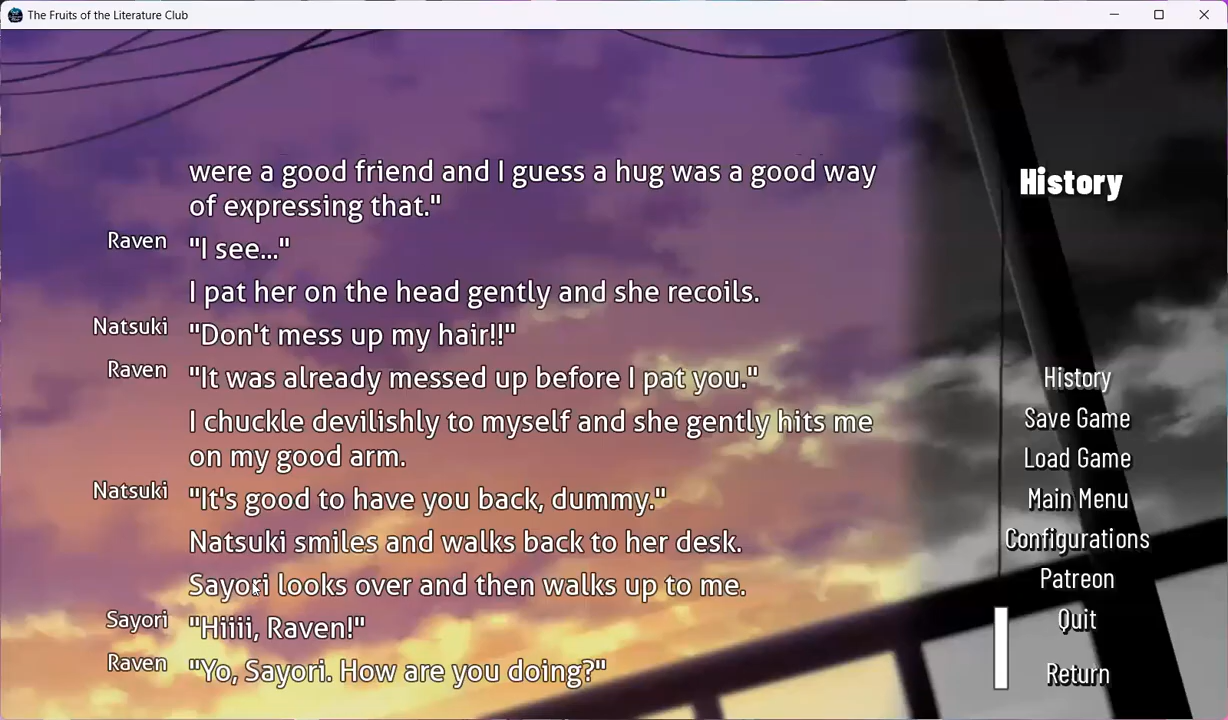 The Fruits of the Literature Club
were a good friend and I guess a hug was a good way
of expressing that."
Raven "I see..."
I pat her on the head gently and she recoils.
Natsuki "Don't mess up my hair!!"
Raven "It was already messed up before I pat you."
I chuckle devilishly to myself and she gently hits me
on my good arm.
Natsuki "It's good to have you back, dummy."
Natsuki smiles and walks back to her desk.
Sayori looks over and then walks up to me.
Sayori "Hiiii, Raven!"
Raven "Yo, Sayori. How are you doing?"
History
History
Save Game
Load Game
Main Menu
Configurations
Patreon
Quit
Return